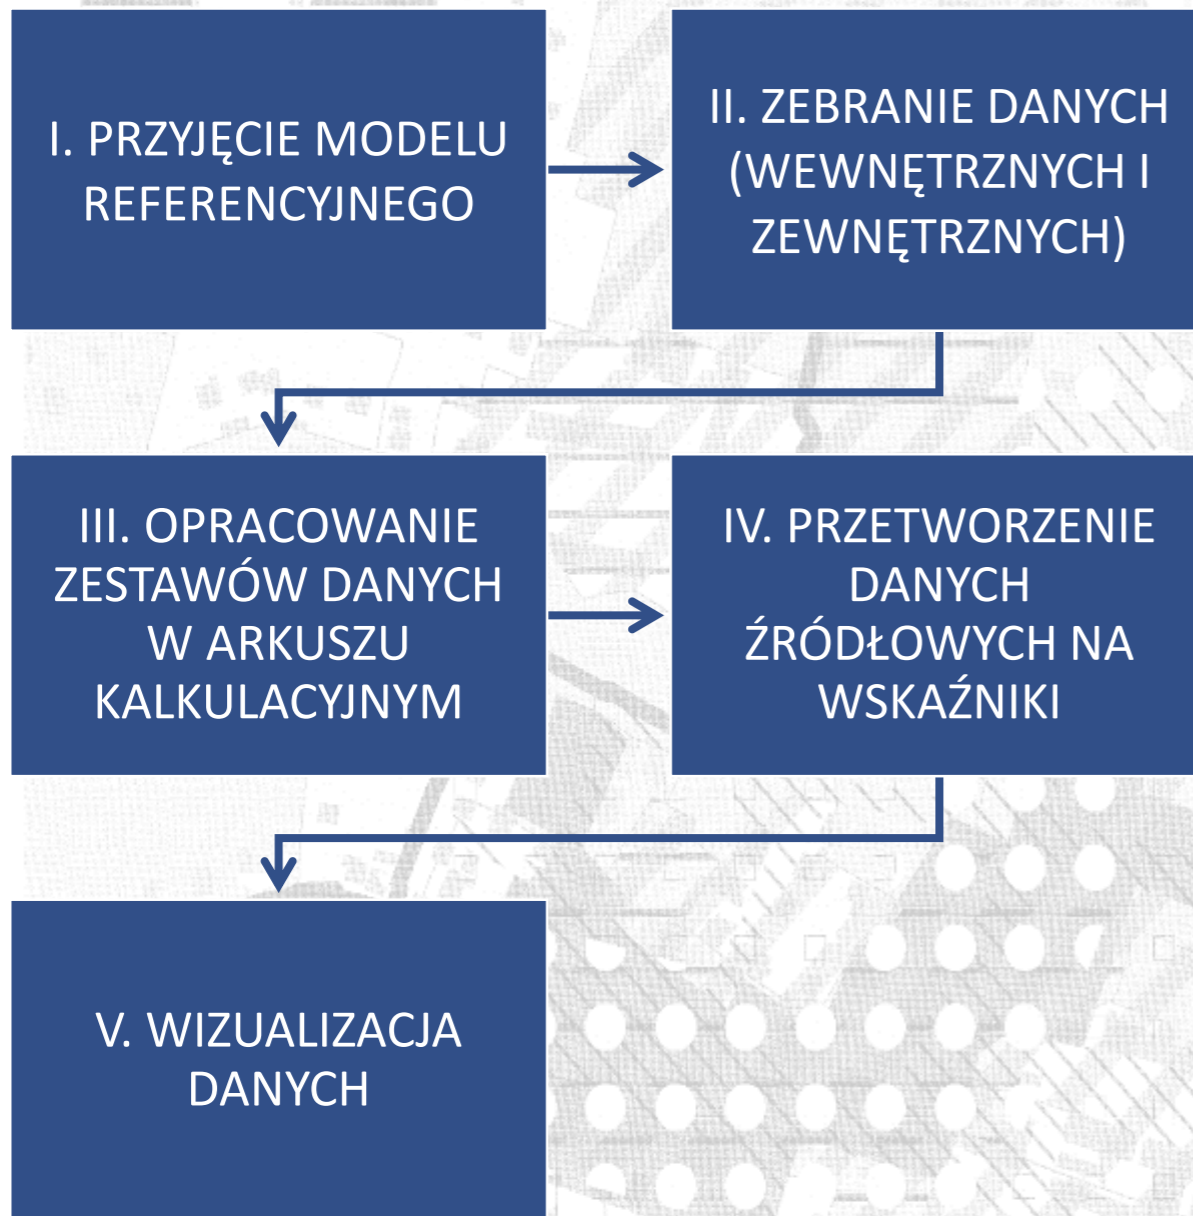 I. PRZYJĘCIE MODELU
REFERENCYJNEGO
II. ZEBRANIE DANYCH
(WEWNĘTRZNYCH I
ZEWNĘTRZNYCH)
III. OPRACOWANIE
ZESTAWÓW DANYCH
W ARKUSZU
KALKULACYJNYM
IV. PRZETWORZENIE
DANYCH
ŹRÓDŁOWYCH NA
WSKAŹNIKI
V. WIZUALIZACJA
DANYCH